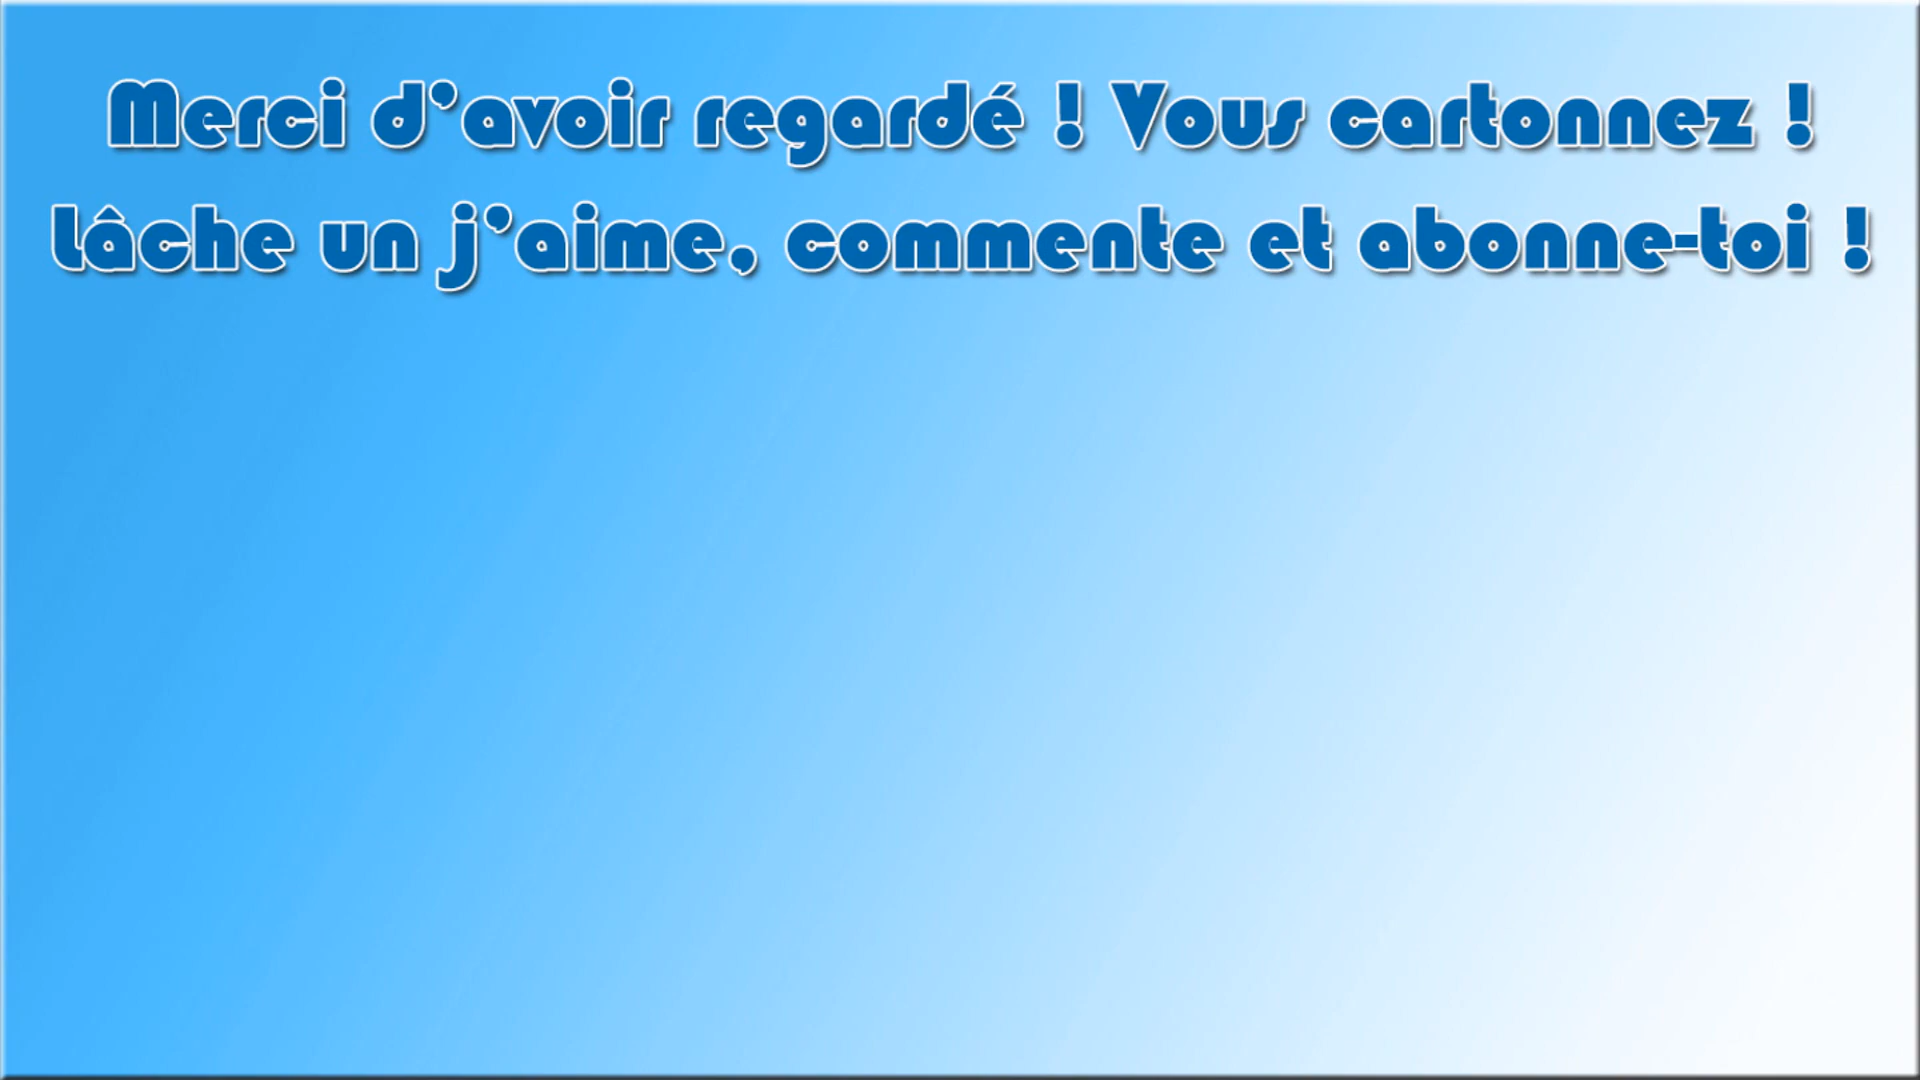 Merci d’avoir regardé ! Vous cartonnez !
Lâche un j’aime, commente et abonne-toi !